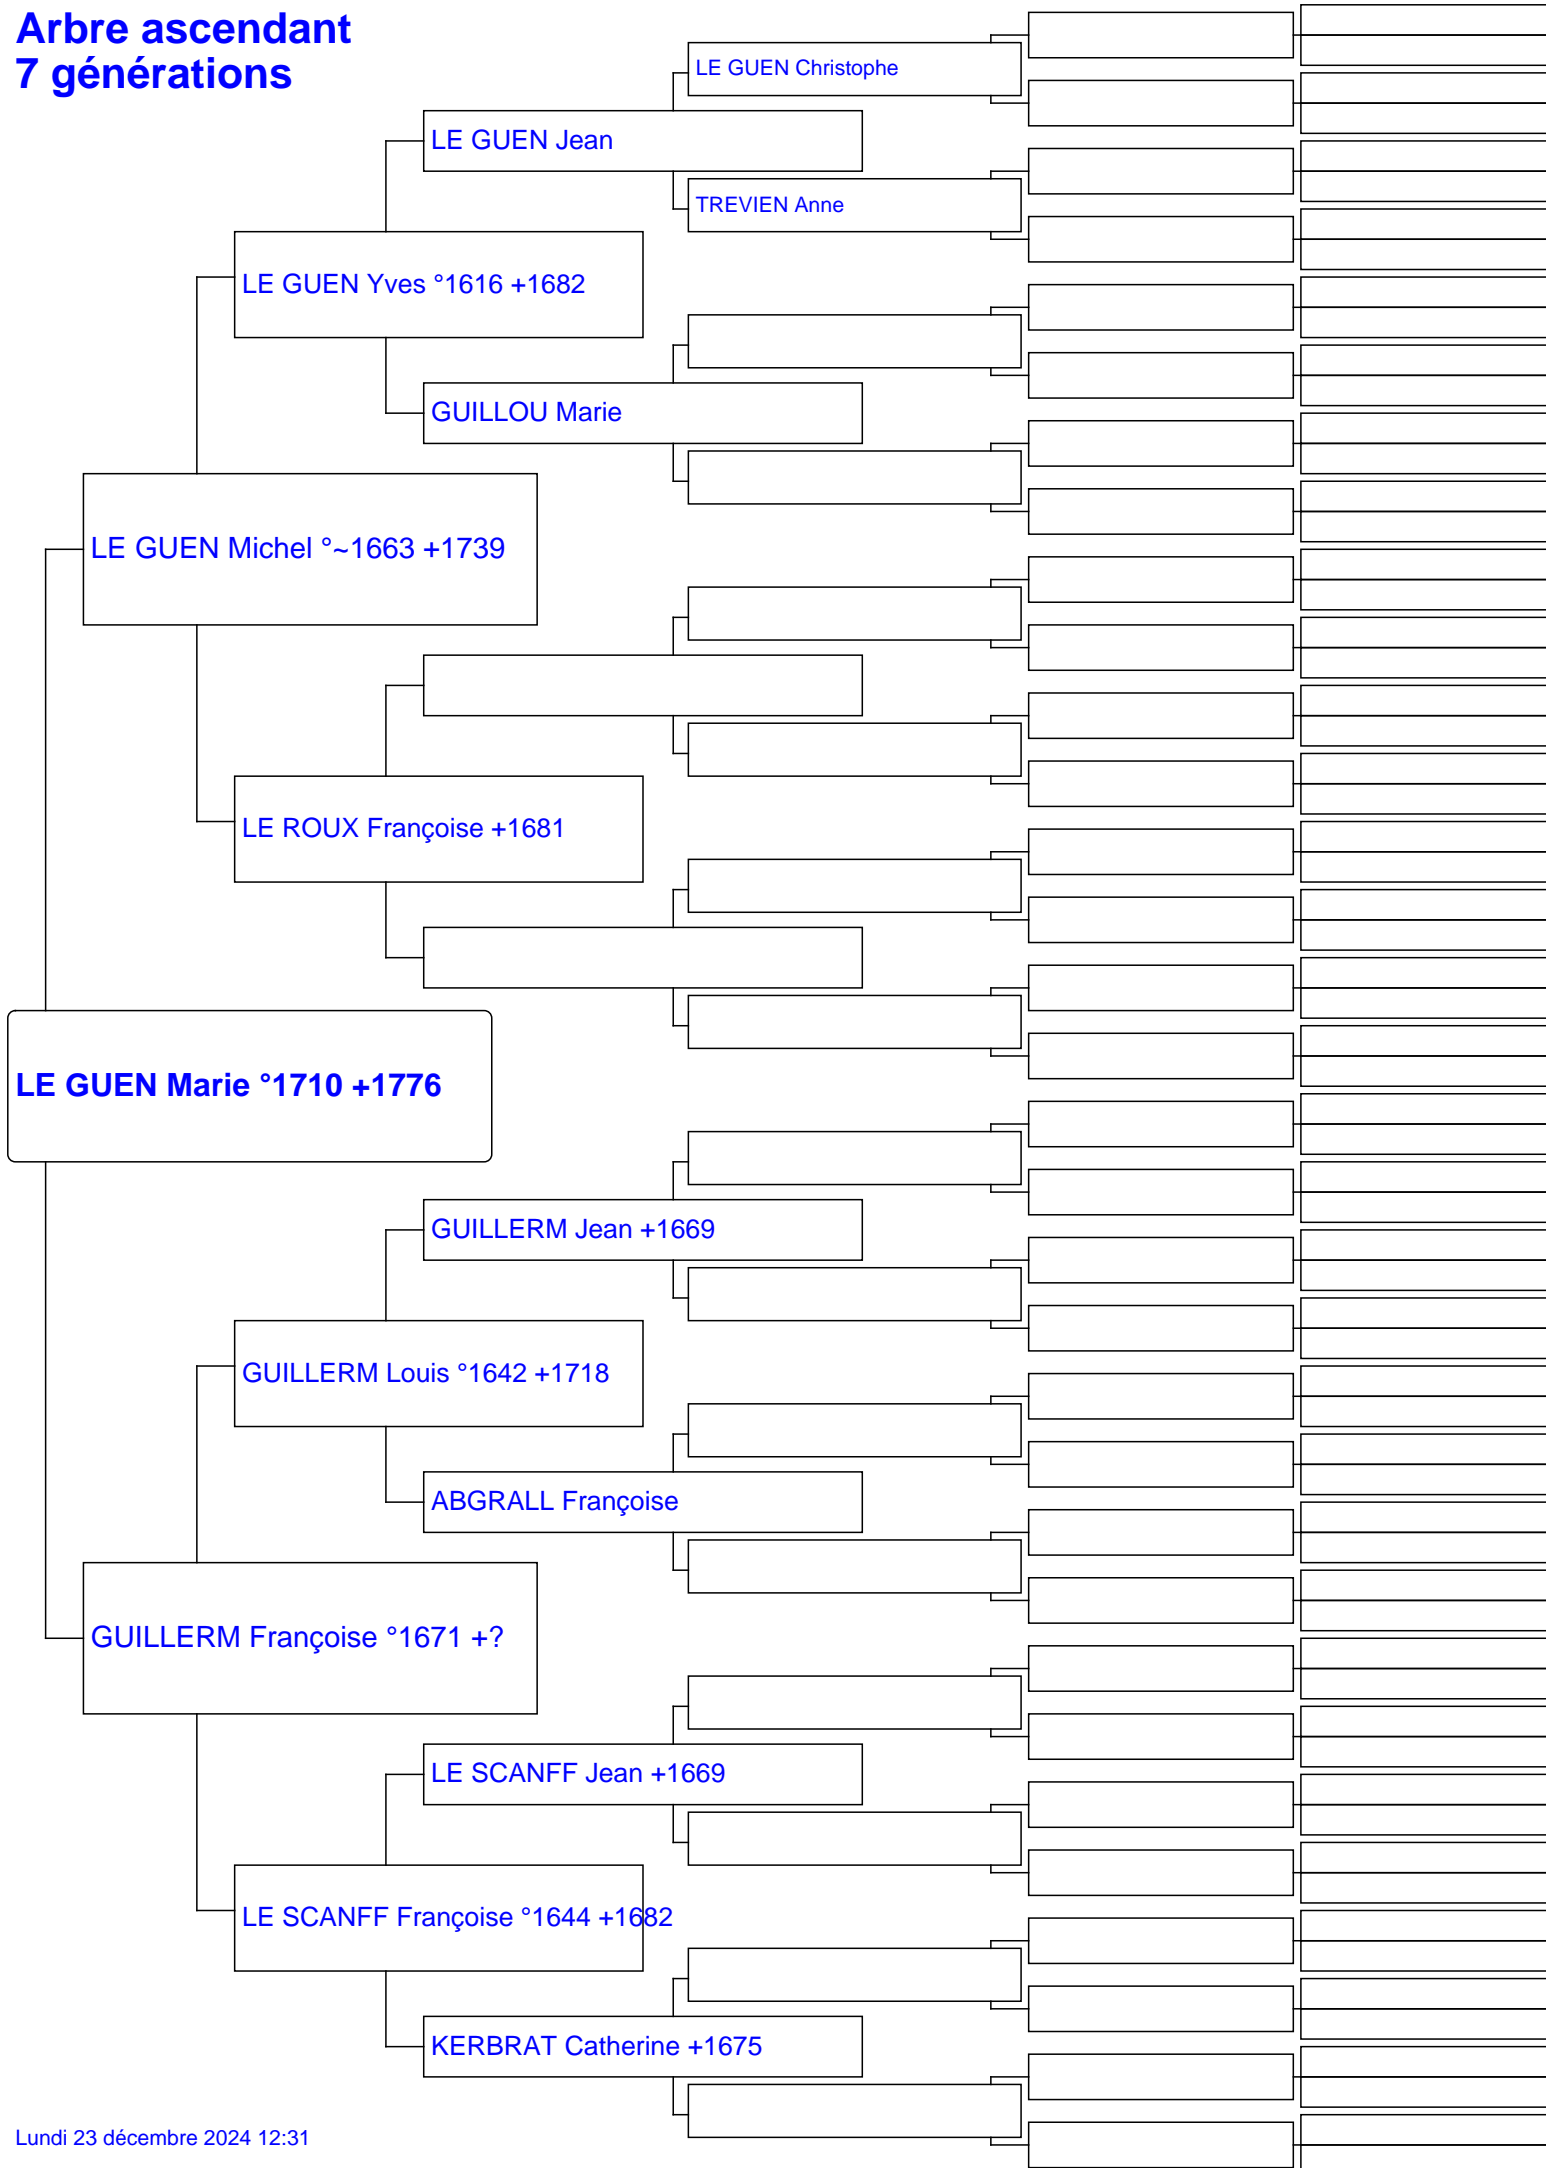 Arbre ascendant
7 générations
LE GUEN Christophe
LE GUEN Jean
TREVIEN Anne
LE GUEN Yves °1616 +1682
GUILLOU Marie
LE GUEN Michel °~1663 +1739
LE ROUX Françoise +1681
LE GUEN Marie °1710 +1776
GUILLERM Jean +1669
GUILLERM Louis °1642 +1718
ABGRALL Françoise
GUILLERM Françoise °1671 +?
LE SCANFF Jean +1669
LE SCANFF Françoise °1644 +1682
KERBRAT Catherine +1675
Lundi 23 décembre 2024 12:31